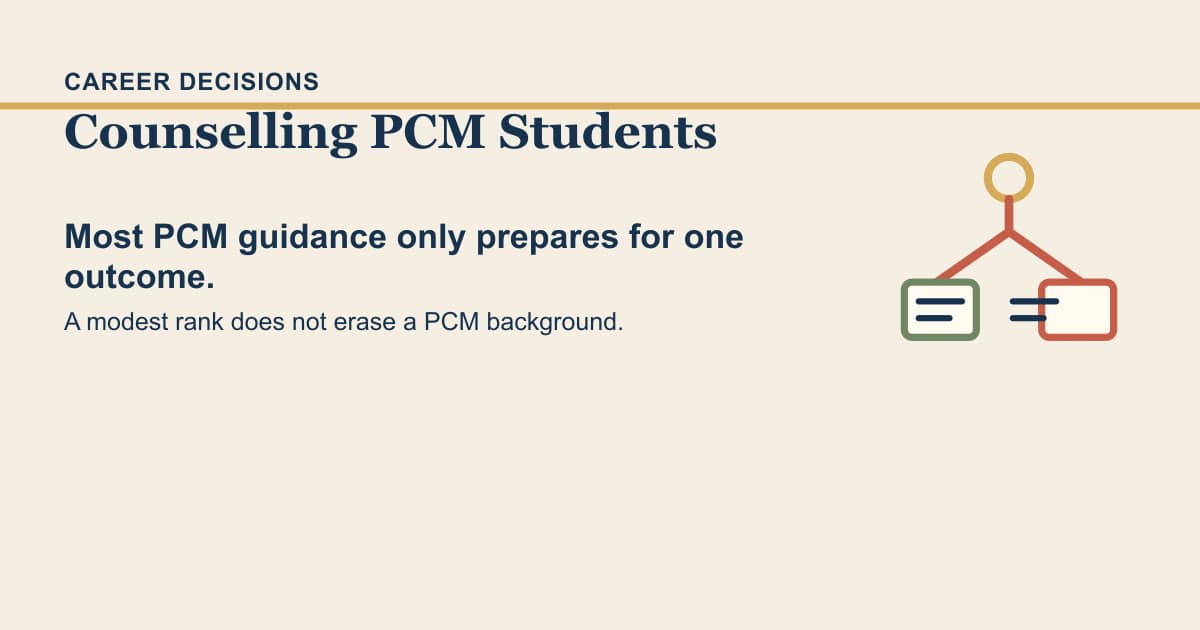 CAREER DECISIONS
Counselling PCM Students
Most PCM guidance only prepares for one
outcome.
A modest rank does not erase a PCM background.